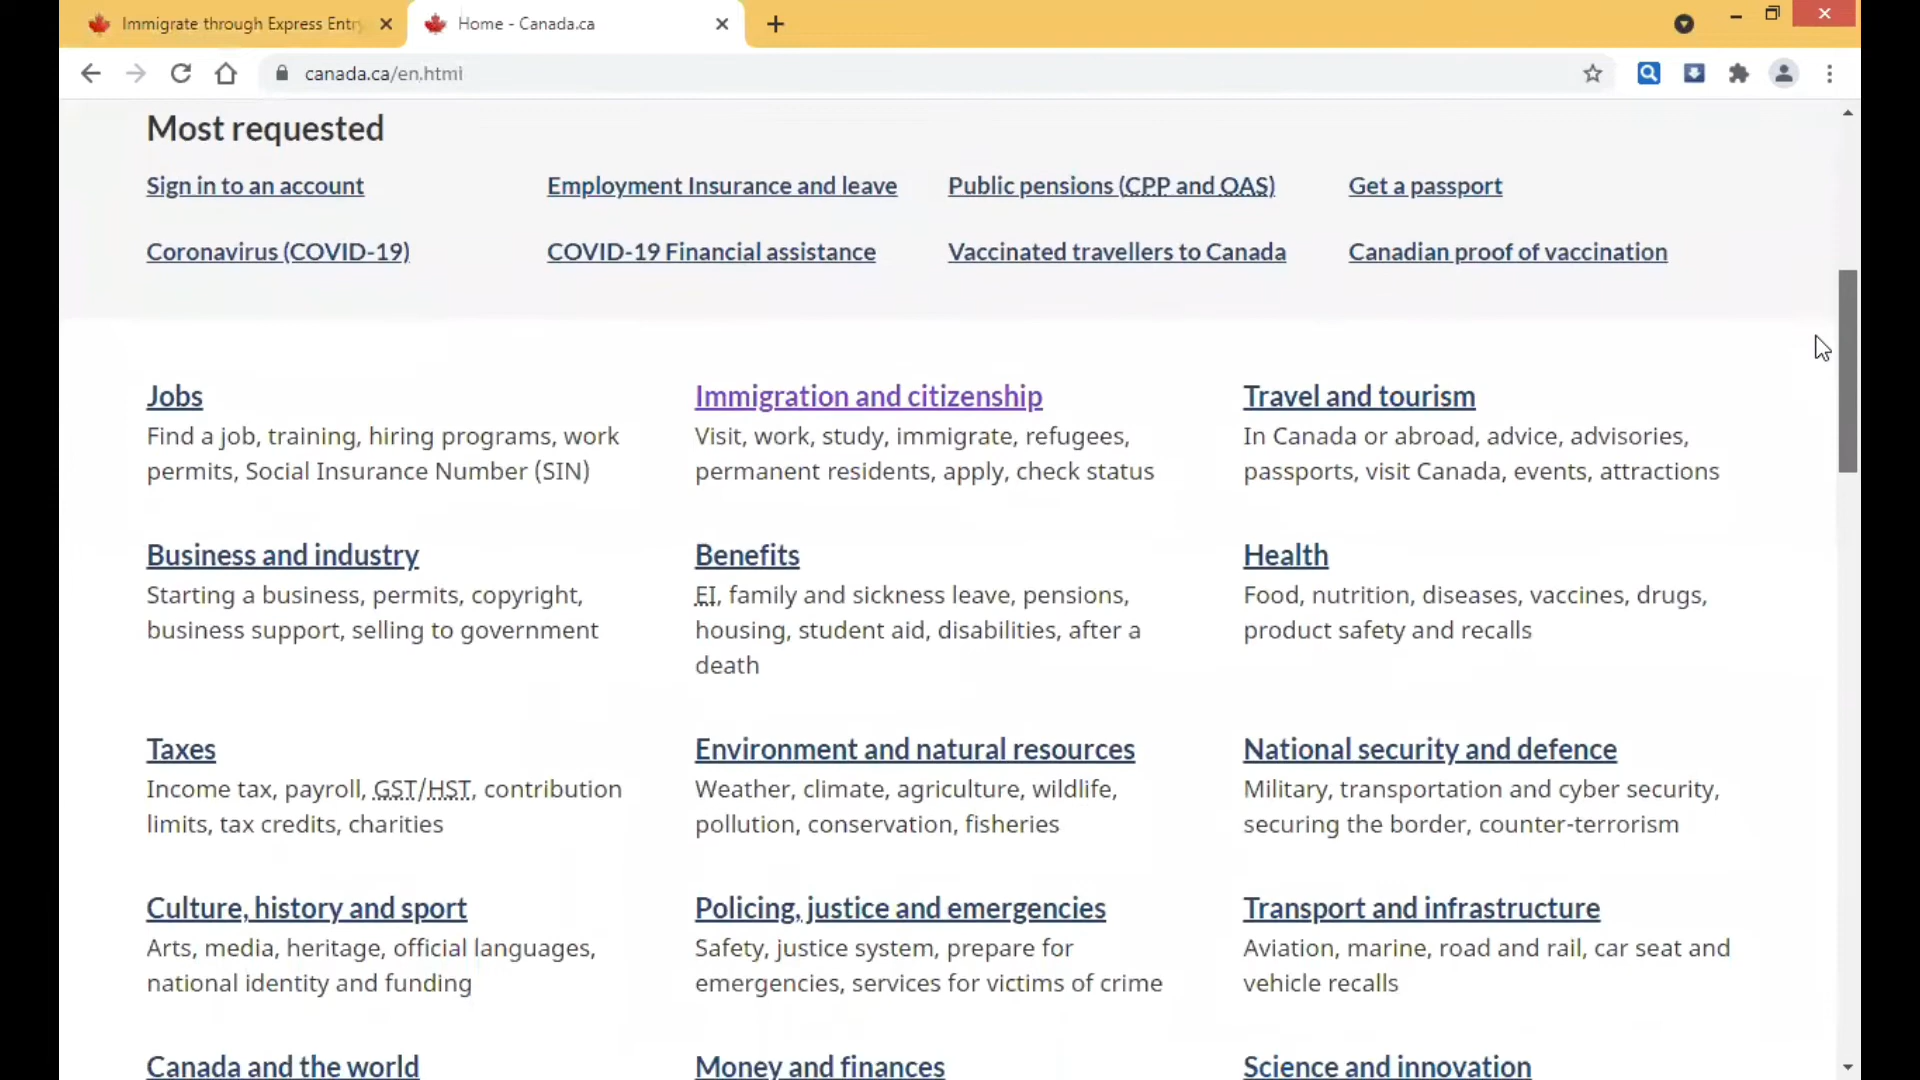 Immigrate through Express Entry
Home - Canada.ca
canada.ca/en.html
Most requested
Sign in to an account
Employment Insurance and leave
Public pensions (CPP and OAS)
Get a passport
Coronavirus (COVID-19)
COVID-19 Financial assistance
Vaccinated travellers to Canada
Canadian proof of vaccination
Jobs
Find a job, training, hiring programs, work
permits, Social Insurance Number (SIN)
Immigration and citizenship
Visit, work, study, immigrate, refugees,
permanent residents, apply, check status
Travel and tourism
In Canada or abroad, advice, advisories,
passports, visit Canada, events, attractions
Business and industry
Starting a business, permits, copyright,
business support, selling to government
Benefits
EI, family and sickness leave, pensions,
housing, student aid, disabilities, after a
death
Health
Food, nutrition, diseases, vaccines, drugs,
product safety and recalls
Taxes
Income tax, payroll, GST/HST, contribution
limits, tax credits, charities
Environment and natural resources
Weather, climate, agriculture, wildlife,
pollution, conservation, fisheries
National security and defence
Military, transportation and cyber security,
securing the border, counter-terrorism
Culture, history and sport
Arts, media, heritage, official languages,
national identity and funding
Policing, justice and emergencies
Safety, justice system, prepare for
emergencies, services for victims of crime
Transport and infrastructure
Aviation, marine, road and rail, car seat and
vehicle recalls
Canada and the world
Money and finances
Science and innovation